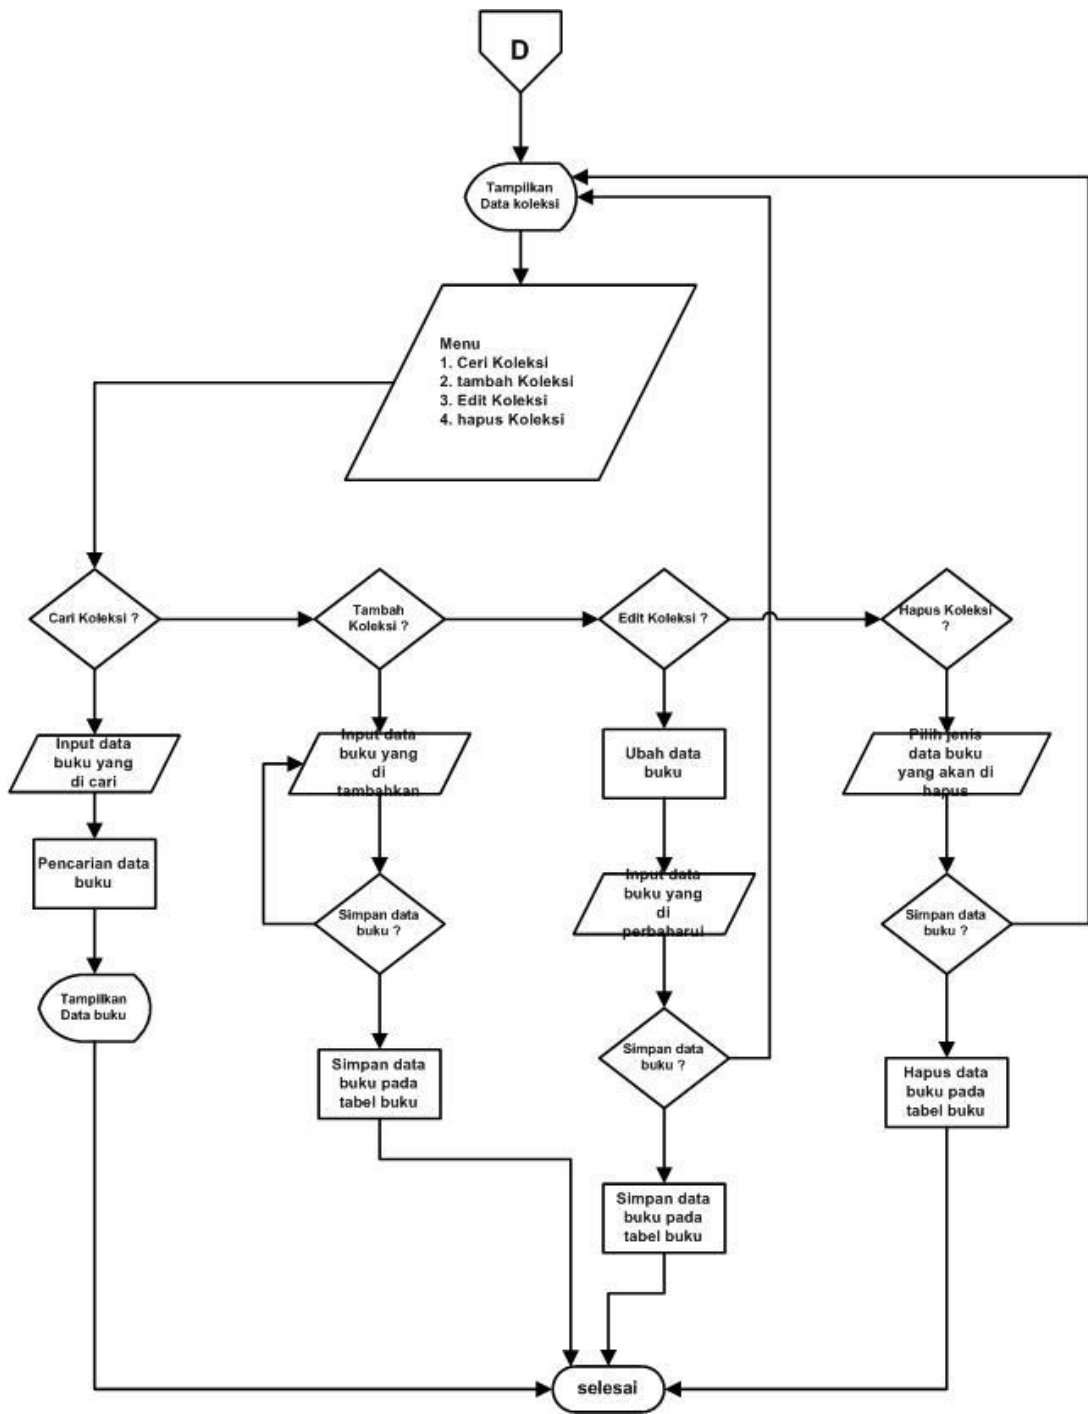 D
Tampilkan
Data koleksi
Menu
1. Ceri Koleksi
2. tambah Koleksi
3. Edit Koleksi
4. hapus Koleksi
Cari Koleksi ?
Tambah
Koleksi ?
Edit Koleksi ?
Hapus Koleksi
?
Input data
buku yang
di cari
Input data
buku yang
di
tambahkan
Ubah data
buku
Pilih jenis
data buku
yang akan di
hapus
Pencarian data
buku
Simpan data
buku ?
Input data
buku yang
di
perbaharui
Simpan data
buku ?
Tampilkan
Data buku
Simpan data
buku pada
tabel buku
Simpan data
buku ?
Hapus data
buku pada
tabel buku
Simpan data
buku pada
tabel buku
selesai